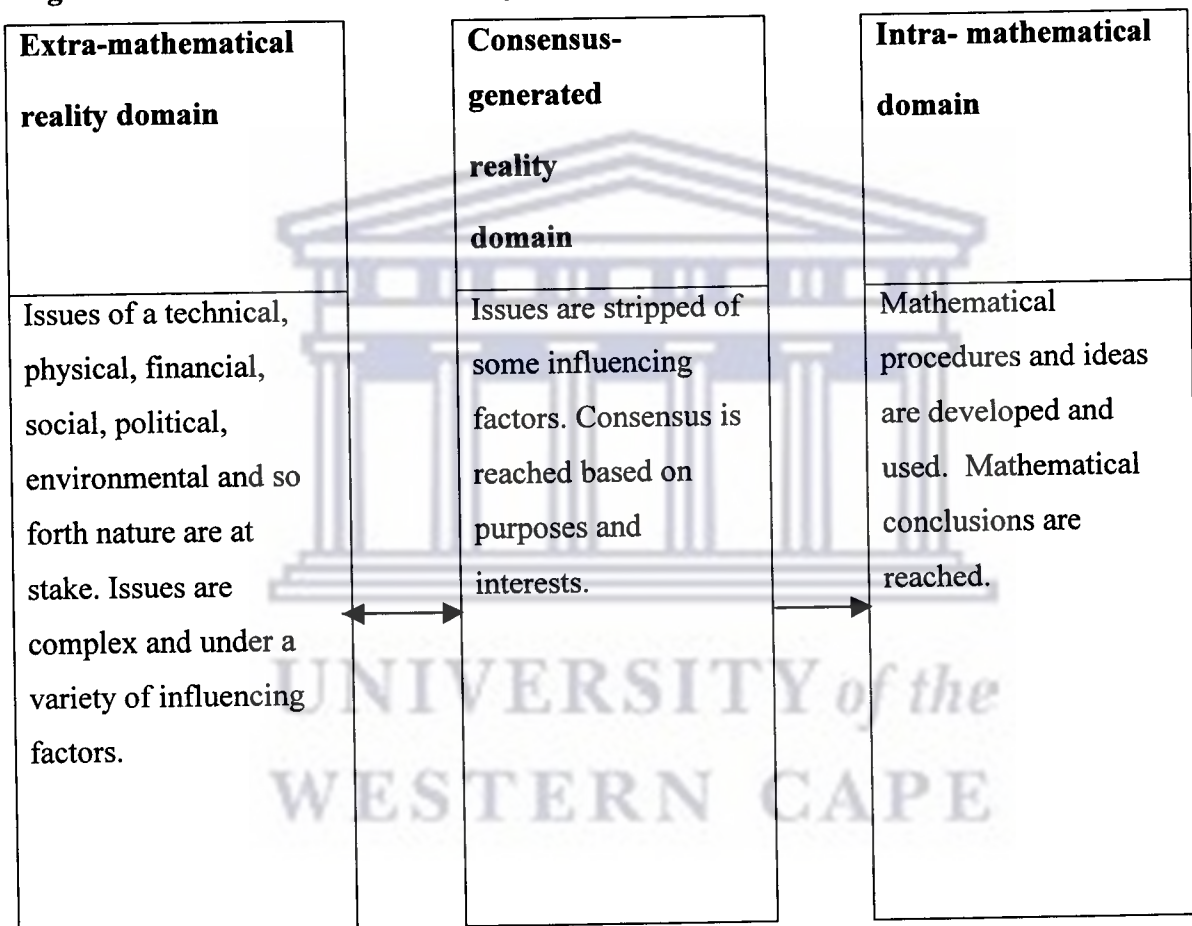 Extra-mathematical
reality domain
Issues of a technical,
physical, financial,
social, political,
environmental and so
forth nature are at
stake. Issues are
complex and under a
variety of influencing
factors.
Consensus-
generated
reality
domain
Issues are stripped of
some influencing
factors. Consensus is
reached based on
purposes and
interests.
Intra- mathematical
domain
Mathematical
procedures and ideas
are developed and
used. Mathematical
conclusions are
reached.
UNIVERSITY of the
WESTERN CAPE